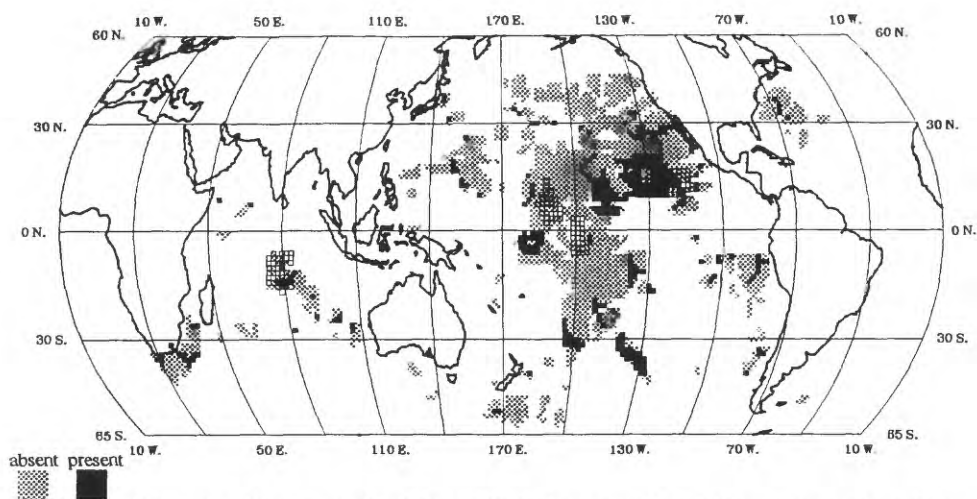 10 W. 50 E. 110 E. 170 E. 130 W. 70 W. 10 W.
60 N. 60 N.
30 N. 30 N.
0 N. 0 N.
30 S. 30 S.
65 S. 65 S.
10 W. 50 E. 110 E. 170 E. 130 W. 70 W. 10 W.
absent present